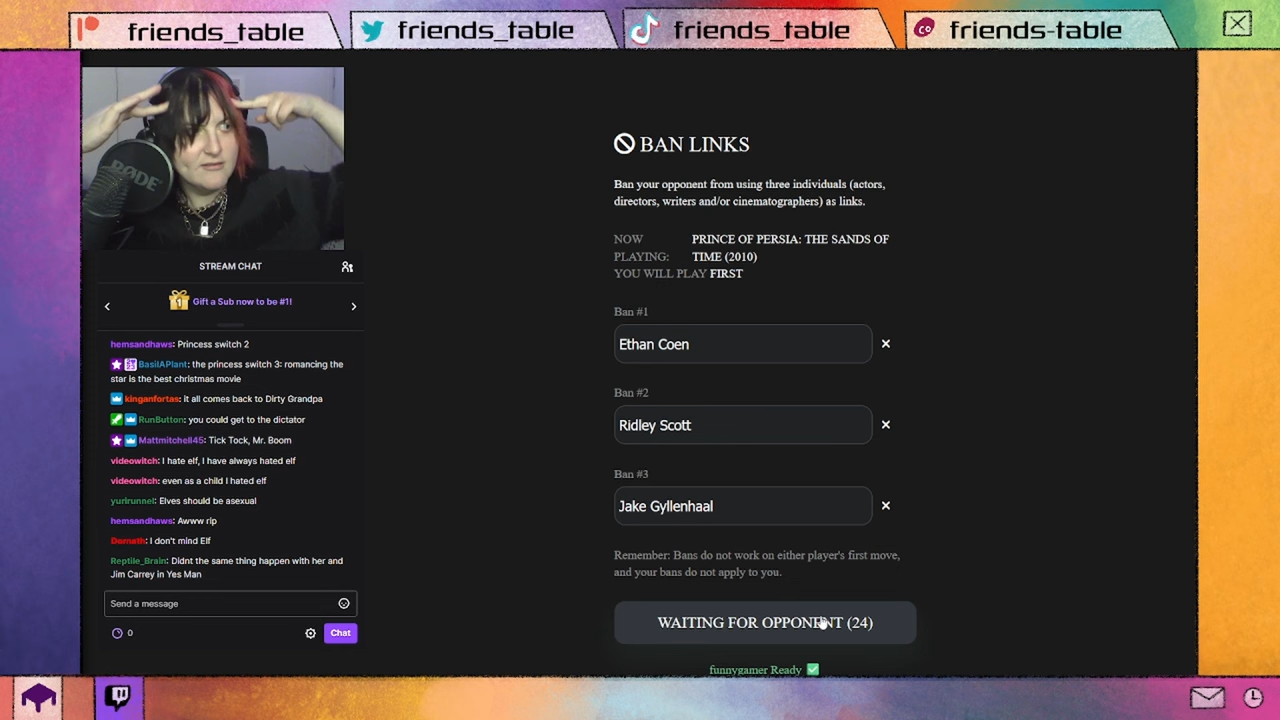 friends_table
friends_table
friends_table
friends-table
RØDE
STREAM CHAT
Gift a Sub now to be #1!
hemsandhaws: Princess switch 2
BasilAPlant: the princess switch 3: romancing the
star is the best christmas movie
kinganfortas: it all comes back to Dirty Grandpa
RunButton: you could get to the dictator
Mattmitchell45: Tick Tock, Mr. Boom
videowitch: I hate elf, I have always hated elf
videowitch: even as a child I hated elf
yurirunnel: Elves should be asexual
hemsandhaws: Awww rip
Dernath: I don't mind Elf
Reptile_Brain: Didnt the same thing happen with her and
Jim Carrey in Yes Man
Send a message
0
Chat
BAN LINKS
Ban your opponent from using three individuals (actors,
directors, writers and/or cinematographers) as links.
NOW PLAYING: PRINCE OF PERSIA: THE SANDS OF
TIME (2010)
YOU WILL PLAY FIRST
Ban #1
Ethan Coen
Ban #2
Ridley Scott
Ban #3
Jake Gyllenhaal
Remember: Bans do not work on either player's first move,
and your bans do not apply to you.
WAITING FOR OPPONENT (24)
funnygamer Ready